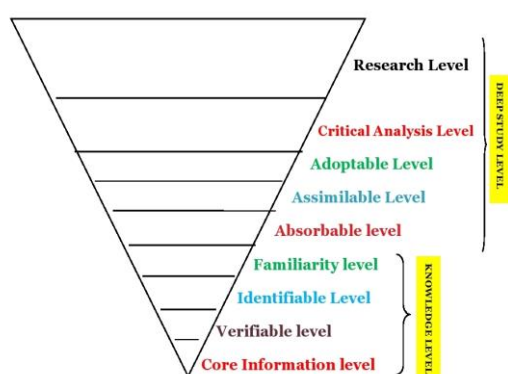 Research Level
Critical Analysis Level
Adoptable Level
Assimilable Level
Absorbable level
DEEP STUDY LEVEL
Familiarity level
Identifiable Level
Verifiable level
Core Information level
KNOWLEDGE LEVEL